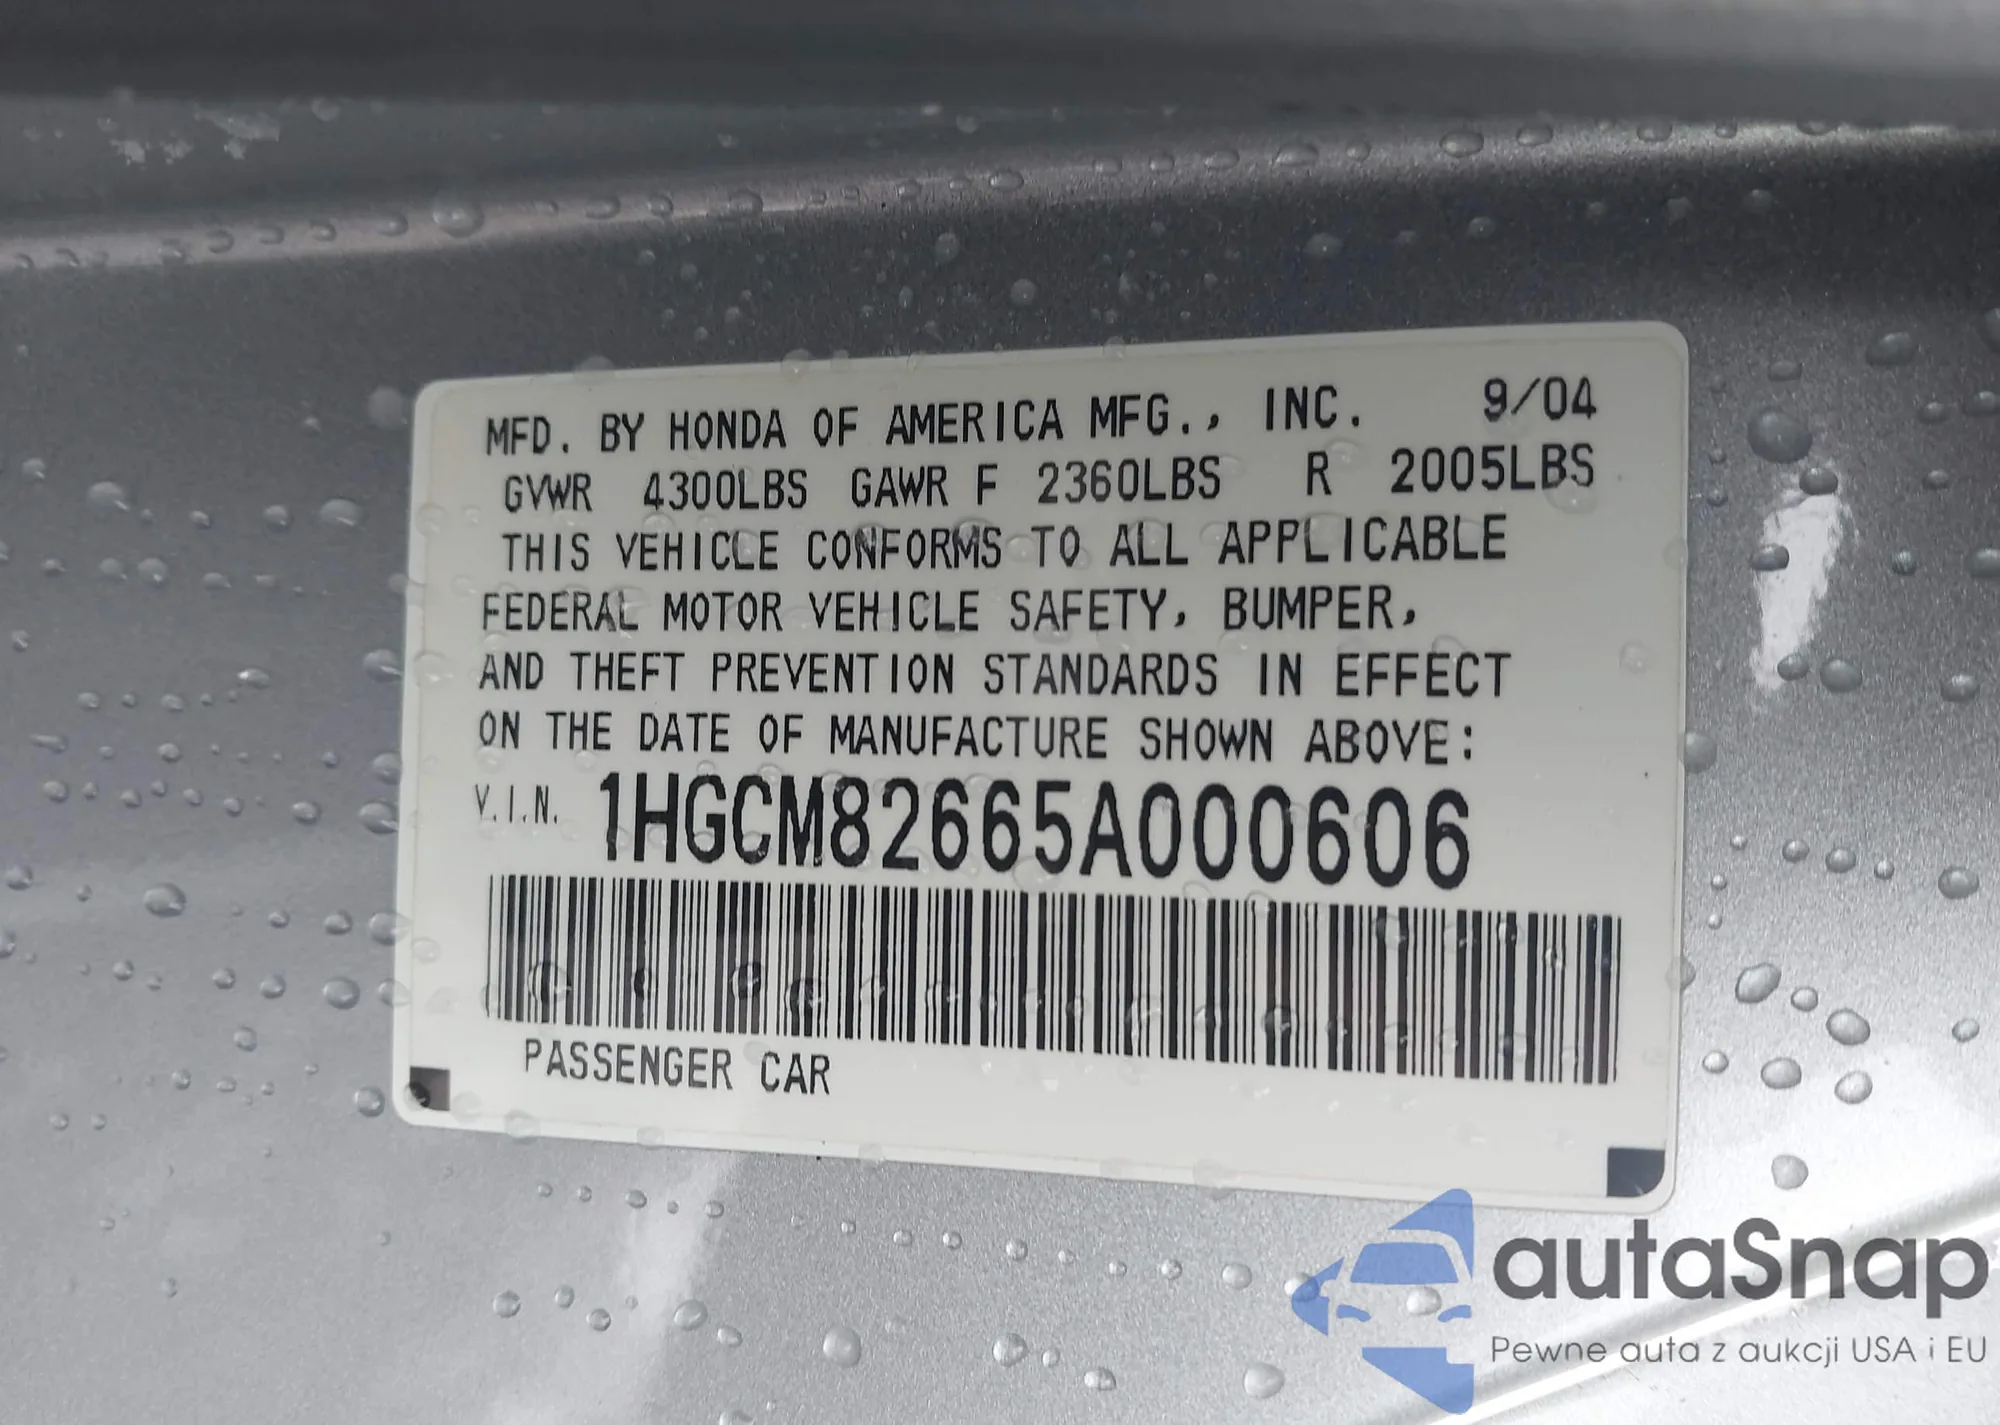 MFD. BY HONDA OF AMERICA MFG., INC. 9/04
GVWR 4300LBS GAWR F 2360LBS R 2005LBS
THIS VEHICLE CONFORMS TO ALL APPLICABLE
FEDERAL MOTOR VEHICLE SAFETY, BUMPER,
AND THEFT PREVENTION STANDARDS IN EFFECT
ON THE DATE OF MANUFACTURE SHOWN ABOVE:
V.I.N. 1HGCM82665A000606
PASSENGER CAR
autaSnap
Pewne auta z aukcji USA i EU